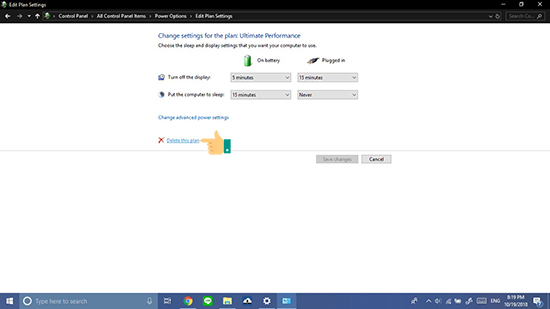 Edit Plan Settings
Control Panel > All Control Panel Items > Power Options > Edit Plan Settings
Search Co...
Change settings for the plan: Ultimate Performance
Choose the sleep and display settings that you want your computer to use.
On battery Plugged in
Turn off the display: 5 minutes 15 minutes
Put the computer to sleep: 15 minutes Never
Change advanced power settings
Delete this plan
Save changes Cancel
Type here to search
ENG
8:19 PM
10/19/2018